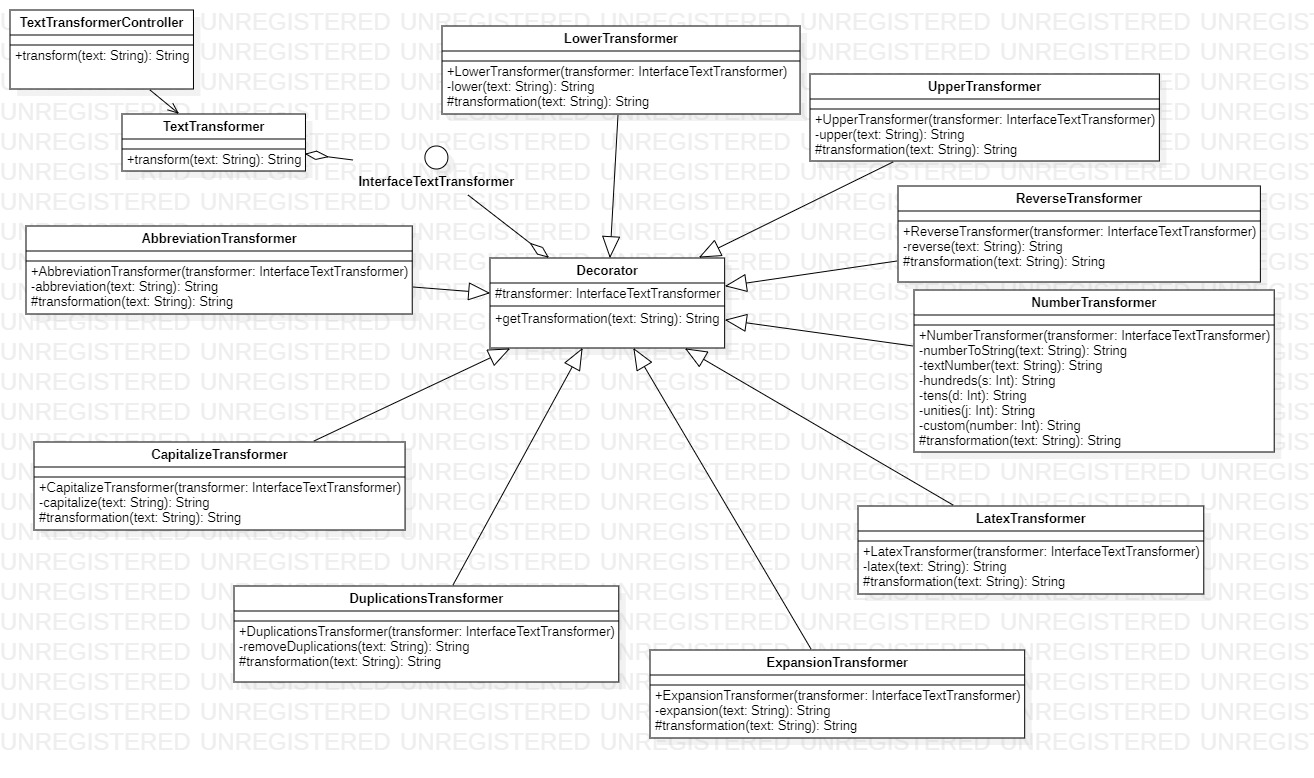 TextTransformerController
+transform(text: String): String
TextTransformer
+transform(text: String): String
InterfaceTextTransformer
LowerTransformer
+LowerTransformer(transformer: InterfaceTextTransformer)
-lower(text: String): String
#transformation(text: String): String
UpperTransformer
+UpperTransformer(transformer: InterfaceTextTransformer)
-upper(text: String): String
#transformation(text: String): String
ReverseTransformer
+ReverseTransformer(transformer: InterfaceTextTransformer)
-reverse(text: String): String
#transformation(text: String): String
AbbreviationTransformer
+AbbreviationTransformer(transformer: InterfaceTextTransformer)
-abbreviation(text: String): String
#transformation(text: String): String
Decorator
#transformer: InterfaceTextTransformer
+getTransformation(text: String): String
NumberTransformer
+NumberTransformer(transformer: InterfaceTextTransformer)
-numberToString(text: String): String
-textNumber(text: String): String
-hundreds(s: Int): String
-tens(d: Int): String
-unities(j: Int): String
-custom(number: Int): String
#transformation(text: String): String
CapitalizeTransformer
+CapitalizeTransformer(transformer: InterfaceTextTransformer)
-capitalize(text: String): String
#transformation(text: String): String
LatexTransformer
+LatexTransformer(transformer: InterfaceTextTransformer)
-latex(text: String): String
#transformation(text: String): String
DuplicationsTransformer
+DuplicationsTransformer(transformer: InterfaceTextTransformer)
-removeDuplications(text: String): String
#transformation(text: String): String
ExpansionTransformer
+ExpansionTransformer(transformer: InterfaceTextTransformer)
-expansion(text: String): String
#transformation(text: String): String
UNREGISTERED